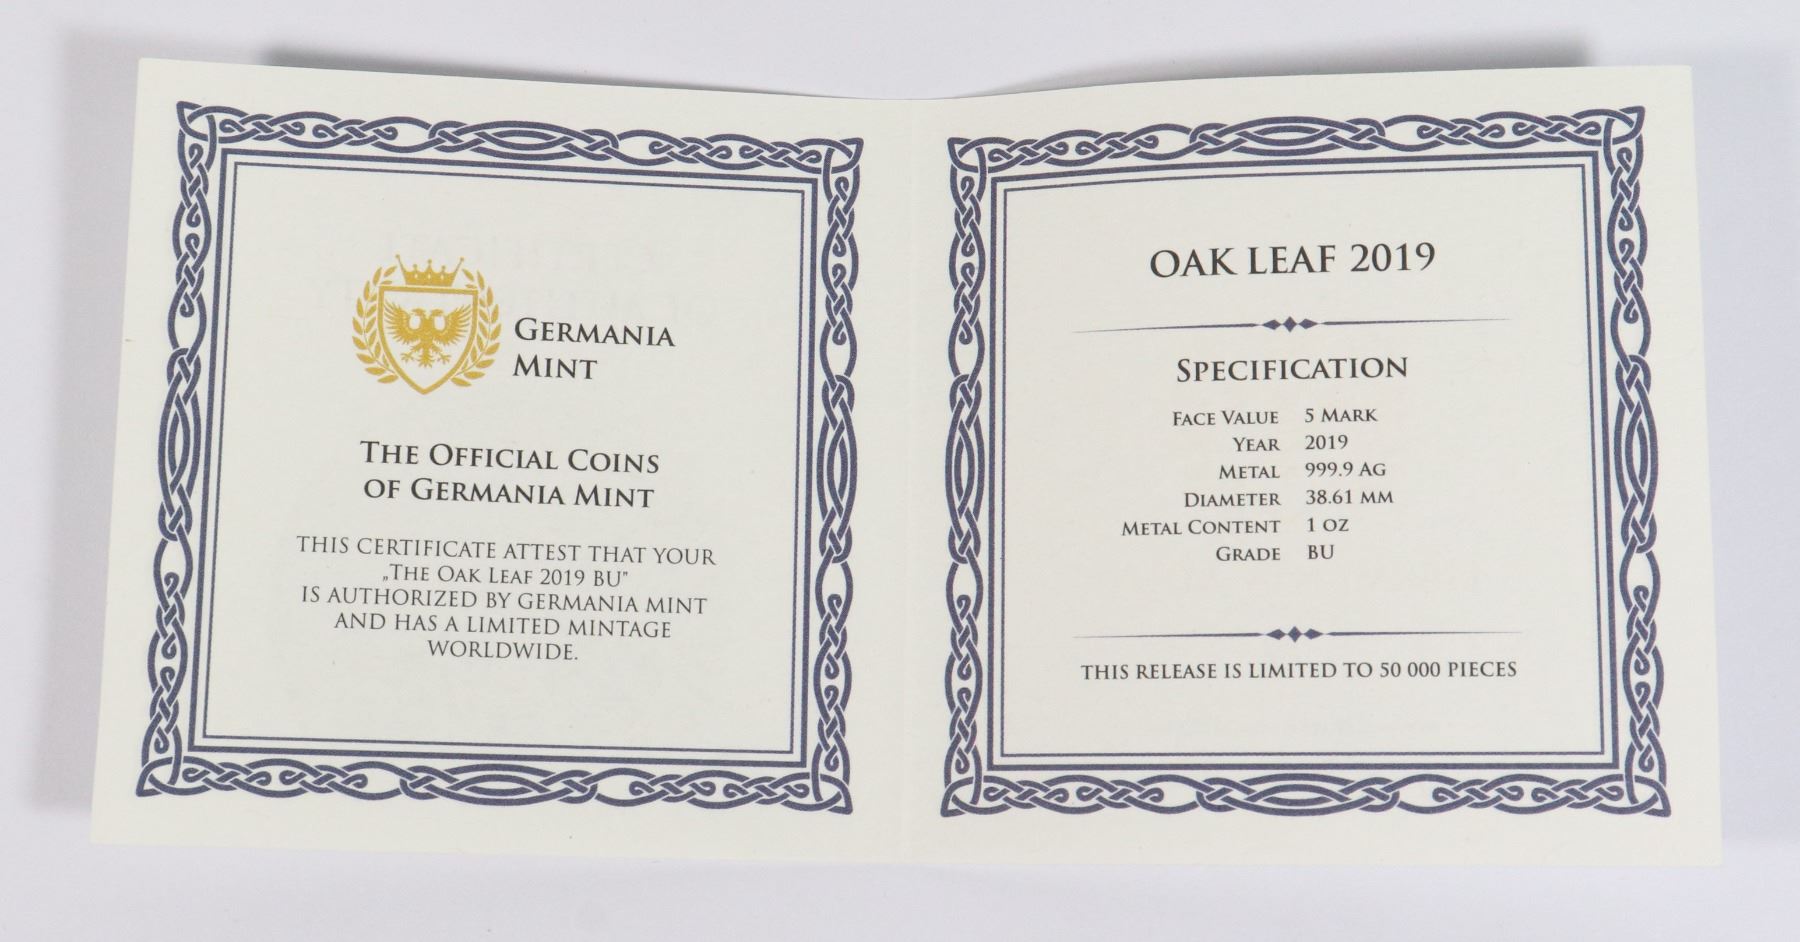 GERMANIA
MINT
THE OFFICIAL COINS
OF GERMANIA MINT
THIS CERTIFICATE ATTEST THAT YOUR
„THE OAK LEAF 2019 BU"
IS AUTHORIZED BY GERMANIA MINT
AND HAS A LIMITED MINTAGE
WORLDWIDE.
OAK LEAF 2019
SPECIFICATION
FACE VALUE 5 MARK
YEAR 2019
METAL 999.9 AG
DIAMETER 38.61 MM
METAL CONTENT 1 OZ
GRADE BU
THIS RELEASE IS LIMITED TO 50 000 PIECES